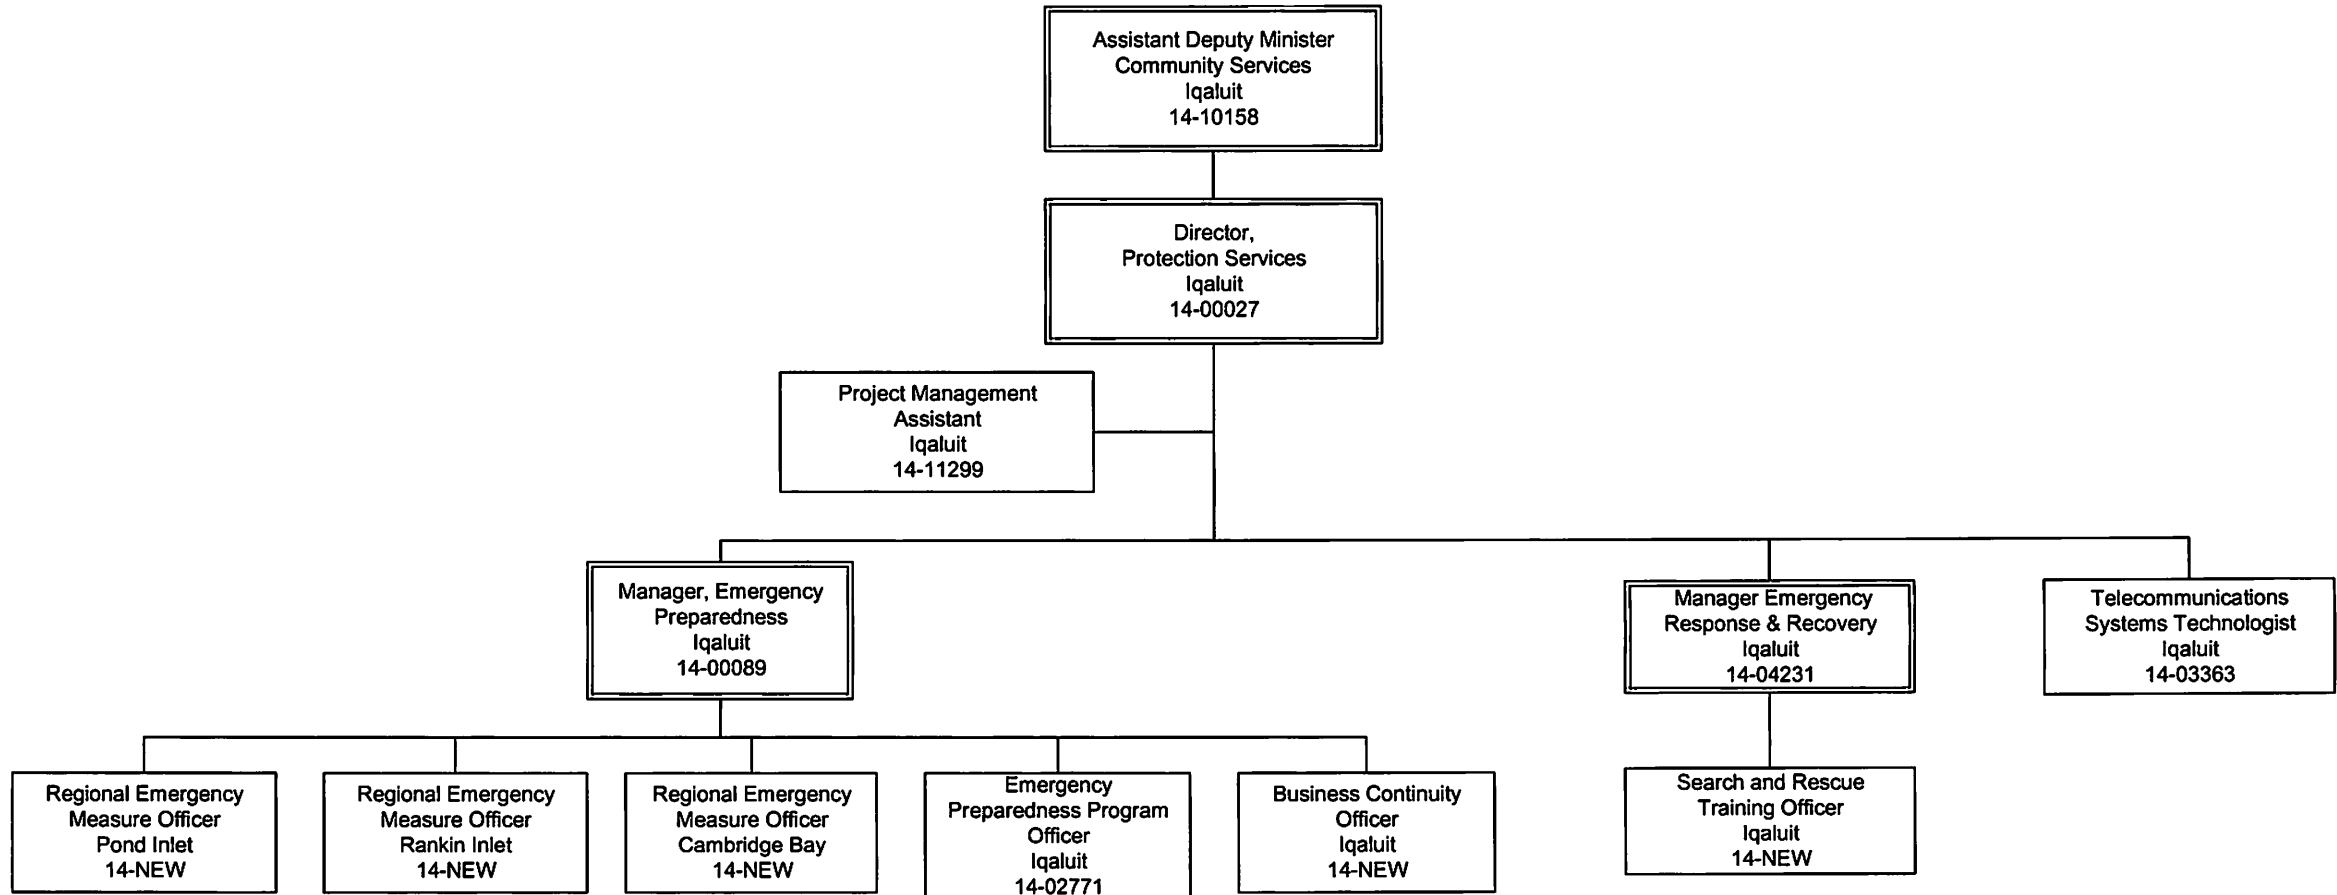 Assistant Deputy Minister
Community Services
Iqaluit
14-10158
Director,
Protection Services
Iqaluit
14-00027
Project Management
Assistant
Iqaluit
14-11299
Manager, Emergency
Preparedness
Iqaluit
14-00089
Manager Emergency
Response & Recovery
Iqaluit
14-04231
Telecommunications
Systems Technologist
Iqaluit
14-03363
Regional Emergency
Measure Officer
Pond Inlet
14-NEW
Regional Emergency
Measure Officer
Rankin Inlet
14-NEW
Regional Emergency
Measure Officer
Cambridge Bay
14-NEW
Emergency
Preparedness Program
Officer
Iqaluit
14-02771
Business Continuity
Officer
Iqaluit
14-NEW
Search and Rescue
Training Officer
Iqaluit
14-NEW